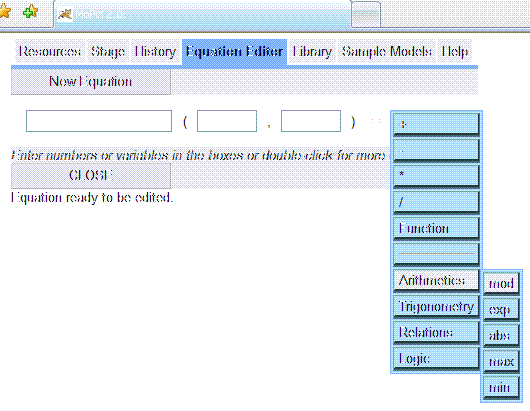 MoPiX 2.0:
Resources Stage History Equation Editor Library Sample Models Help
New Equation
( , ) =
+
Enter numbers or variables in the boxes or double-click for more
-
CLOSE
*
Equation ready to be edited.
/
Function
Arithmetics
mod
Trigonometry
exp
Relations
abs
Logic
max
min